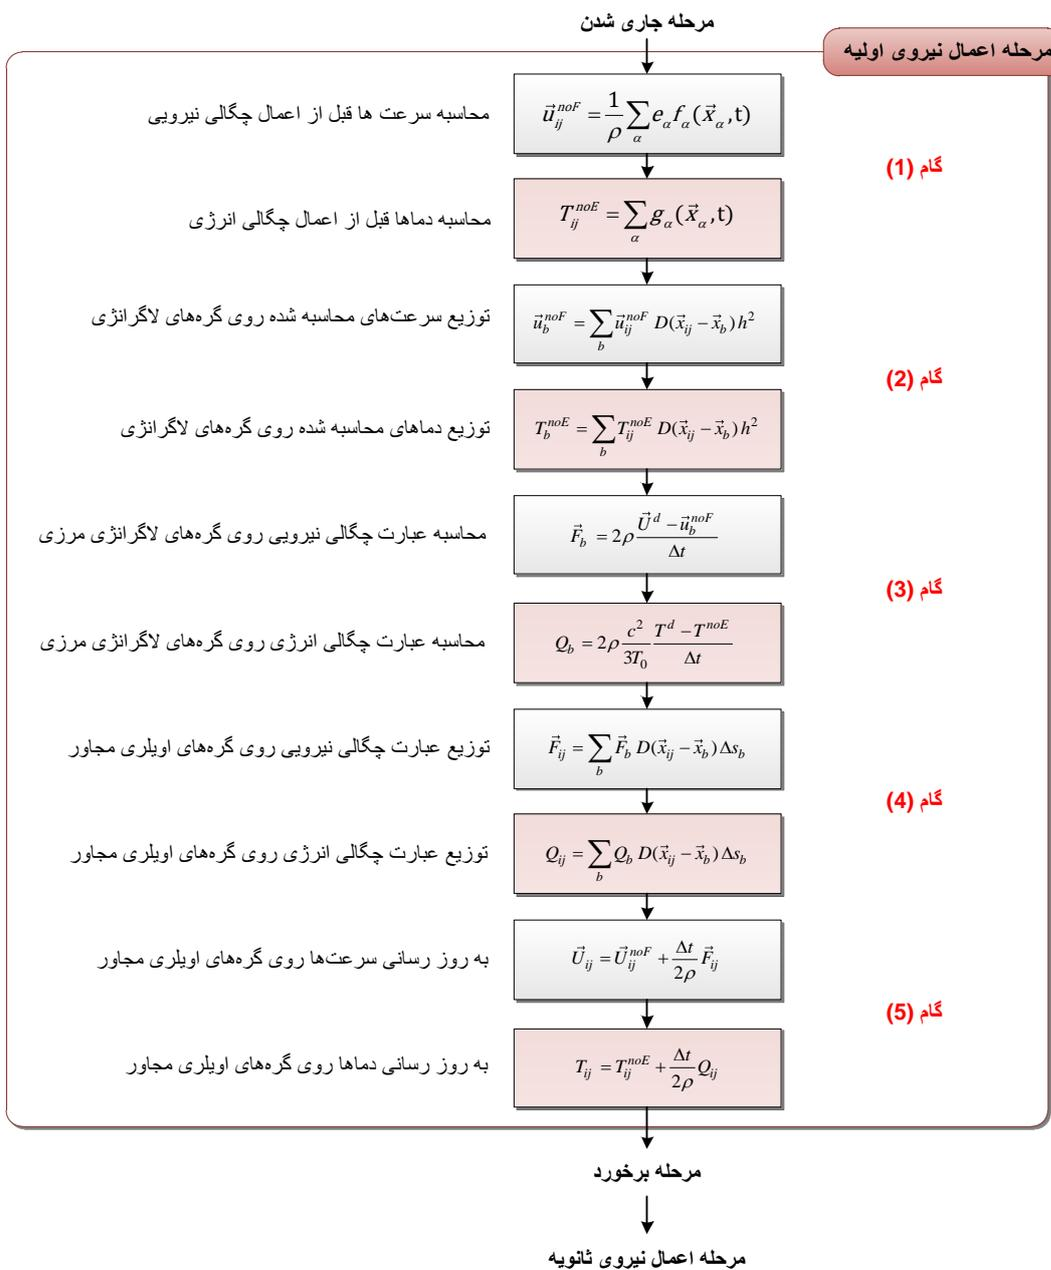 مرحله جاری شدن
مرحله اعمال نیروی اولیه
محاسبه سرعت ها قبل از اعمال چگالی نیرویی
$\vec{u}_{ij}^{noF} = \frac{1}{\rho}\sum_{\alpha} e_{\alpha} f_{\alpha}(\vec{x}_{\alpha},t)$
گام (1)
محاسبه دماها قبل از اعمال چگالی انرژی
$T_{ij}^{noE} = \sum_{\alpha} g_{\alpha}(\vec{x}_{\alpha},t)$
توزیع سرعت‌های محاسبه شده روی گره‌های لاگرانژی
$\vec{u}_{b}^{noF} = \sum_{b} \vec{u}_{ij}^{noF} D(\vec{x}_{ij} - \vec{x}_{b}) h^2$
گام (2)
توزیع دماهای محاسبه شده روی گره‌های لاگرانژی
$T_{b}^{noE} = \sum_{b} T_{ij}^{noE} D(\vec{x}_{ij} - \vec{x}_{b}) h^2$
محاسبه عبارت چگالی نیرویی روی گره‌های لاگرانژی مرزی
$\vec{F}_{b} = 2\rho \frac{\vec{U}^{d} - \vec{u}_{b}^{noF}}{\Delta t}$
گام (3)
محاسبه عبارت چگالی انرژی روی گره‌های لاگرانژی مرزی
$Q_{b} = 2\rho \frac{c^2}{3T_0} \frac{T^{d} - T^{noE}}{\Delta t}$
توزیع عبارت چگالی نیرویی روی گره‌های اویلری مجاور
$\vec{F}_{ij} = \sum_{b} \vec{F}_{b} D(\vec{x}_{ij} - \vec{x}_{b}) \Delta s_{b}$
گام (4)
توزیع عبارت چگالی انرژی روی گره‌های اویلری مجاور
$Q_{ij} = \sum_{b} Q_{b} D(\vec{x}_{ij} - \vec{x}_{b}) \Delta s_{b}$
به روز رسانی سرعت‌ها روی گره‌های اویلری مجاور
$\vec{U}_{ij} = \vec{U}_{ij}^{noF} + \frac{\Delta t}{2\rho} \vec{F}_{ij}$
گام (5)
به روز رسانی دماها روی گره‌های اویلری مجاور
$T_{ij} = T_{ij}^{noE} + \frac{\Delta t}{2\rho} Q_{ij}$
مرحله برخورد
مرحله اعمال نیروی ثانویه